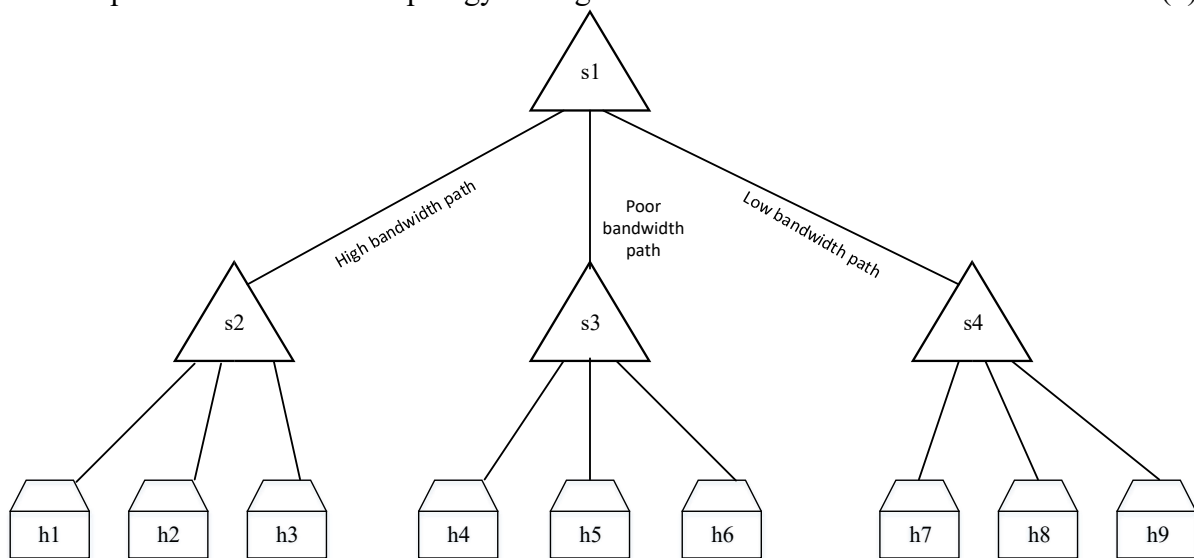 s1
High bandwidth path
Poor
bandwidth
path
Low bandwidth path
s2
s3
s4
h1
h2
h3
h4
h5
h6
h7
h8
h9